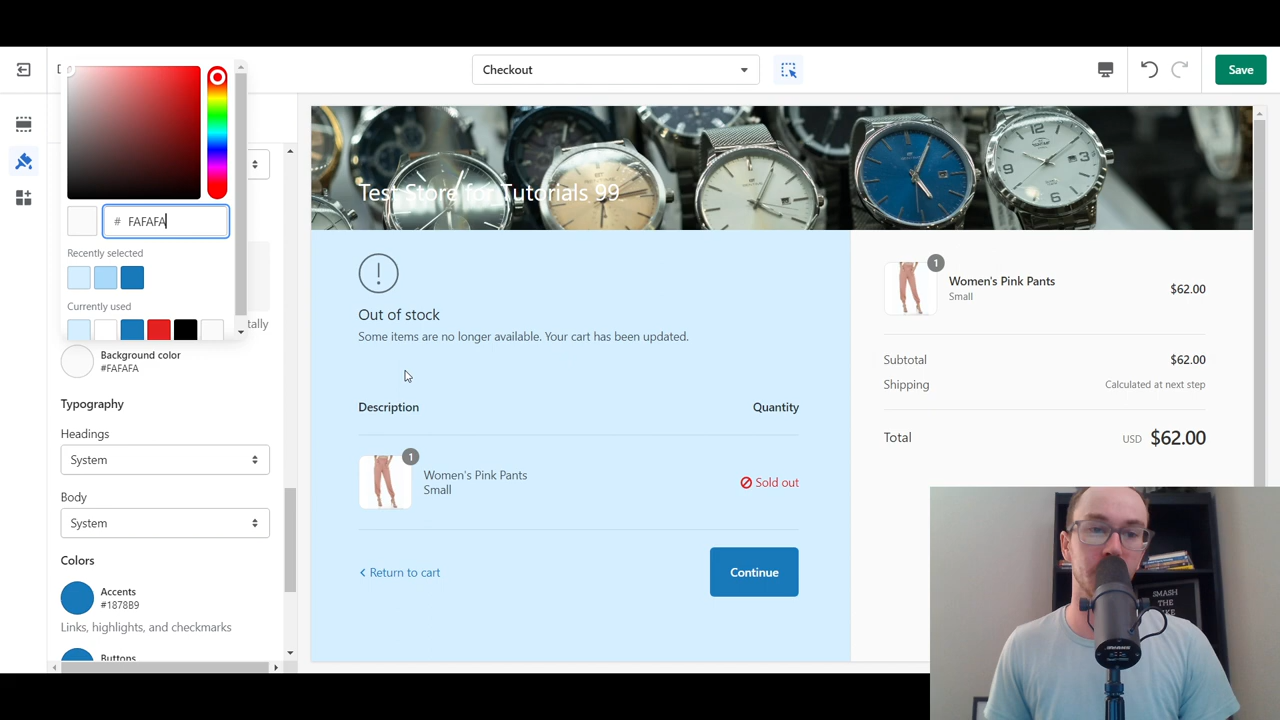 Checkout
Save
# FAFAFA
Recently selected
Currently used
tally
Background color
#FAFAFA
Typography
Headings
System
Body
System
Colors
Accents
#1878B9
Links, highlights, and checkmarks
Buttons
Test Store for Tutorials 99
Out of stock
Some items are no longer available. Your cart has been updated.
Description Quantity
1
Women's Pink Pants
Small
Sold out
Return to cart
Continue
1
Women's Pink Pants
Small
$62.00
Subtotal $62.00
Shipping Calculated at next step
Total USD $62.00
SMASH
THE